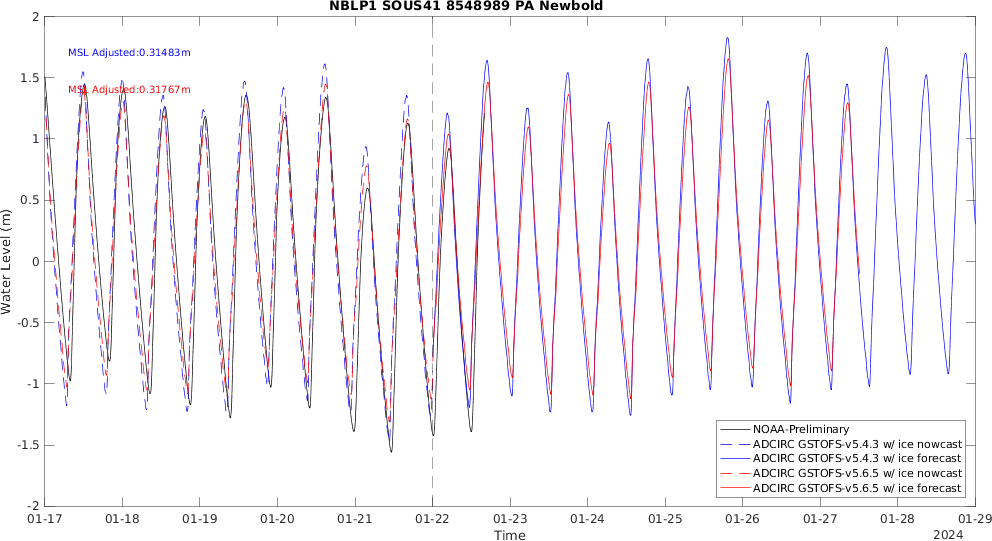 NBLP1 SOUS41 8548989 PA Newbold
2
1.5
1
0.5
0
-0.5
-1
-1.5
-2
Water Level (m)
MSL Adjusted:0.31483m
MSL Adjusted:0.31767m
NOAA-Preliminary
ADCIRC GSTOFS-v5.4.3 w/ ice nowcast
ADCIRC GSTOFS-v5.4.3 w/ ice forecast
ADCIRC GSTOFS-v5.6.5 w/ ice nowcast
ADCIRC GSTOFS-v5.6.5 w/ ice forecast
01-17 01-18 01-19 01-20 01-21 01-22 01-23 01-24 01-25 01-26 01-27 01-28 01-29
Time
2024